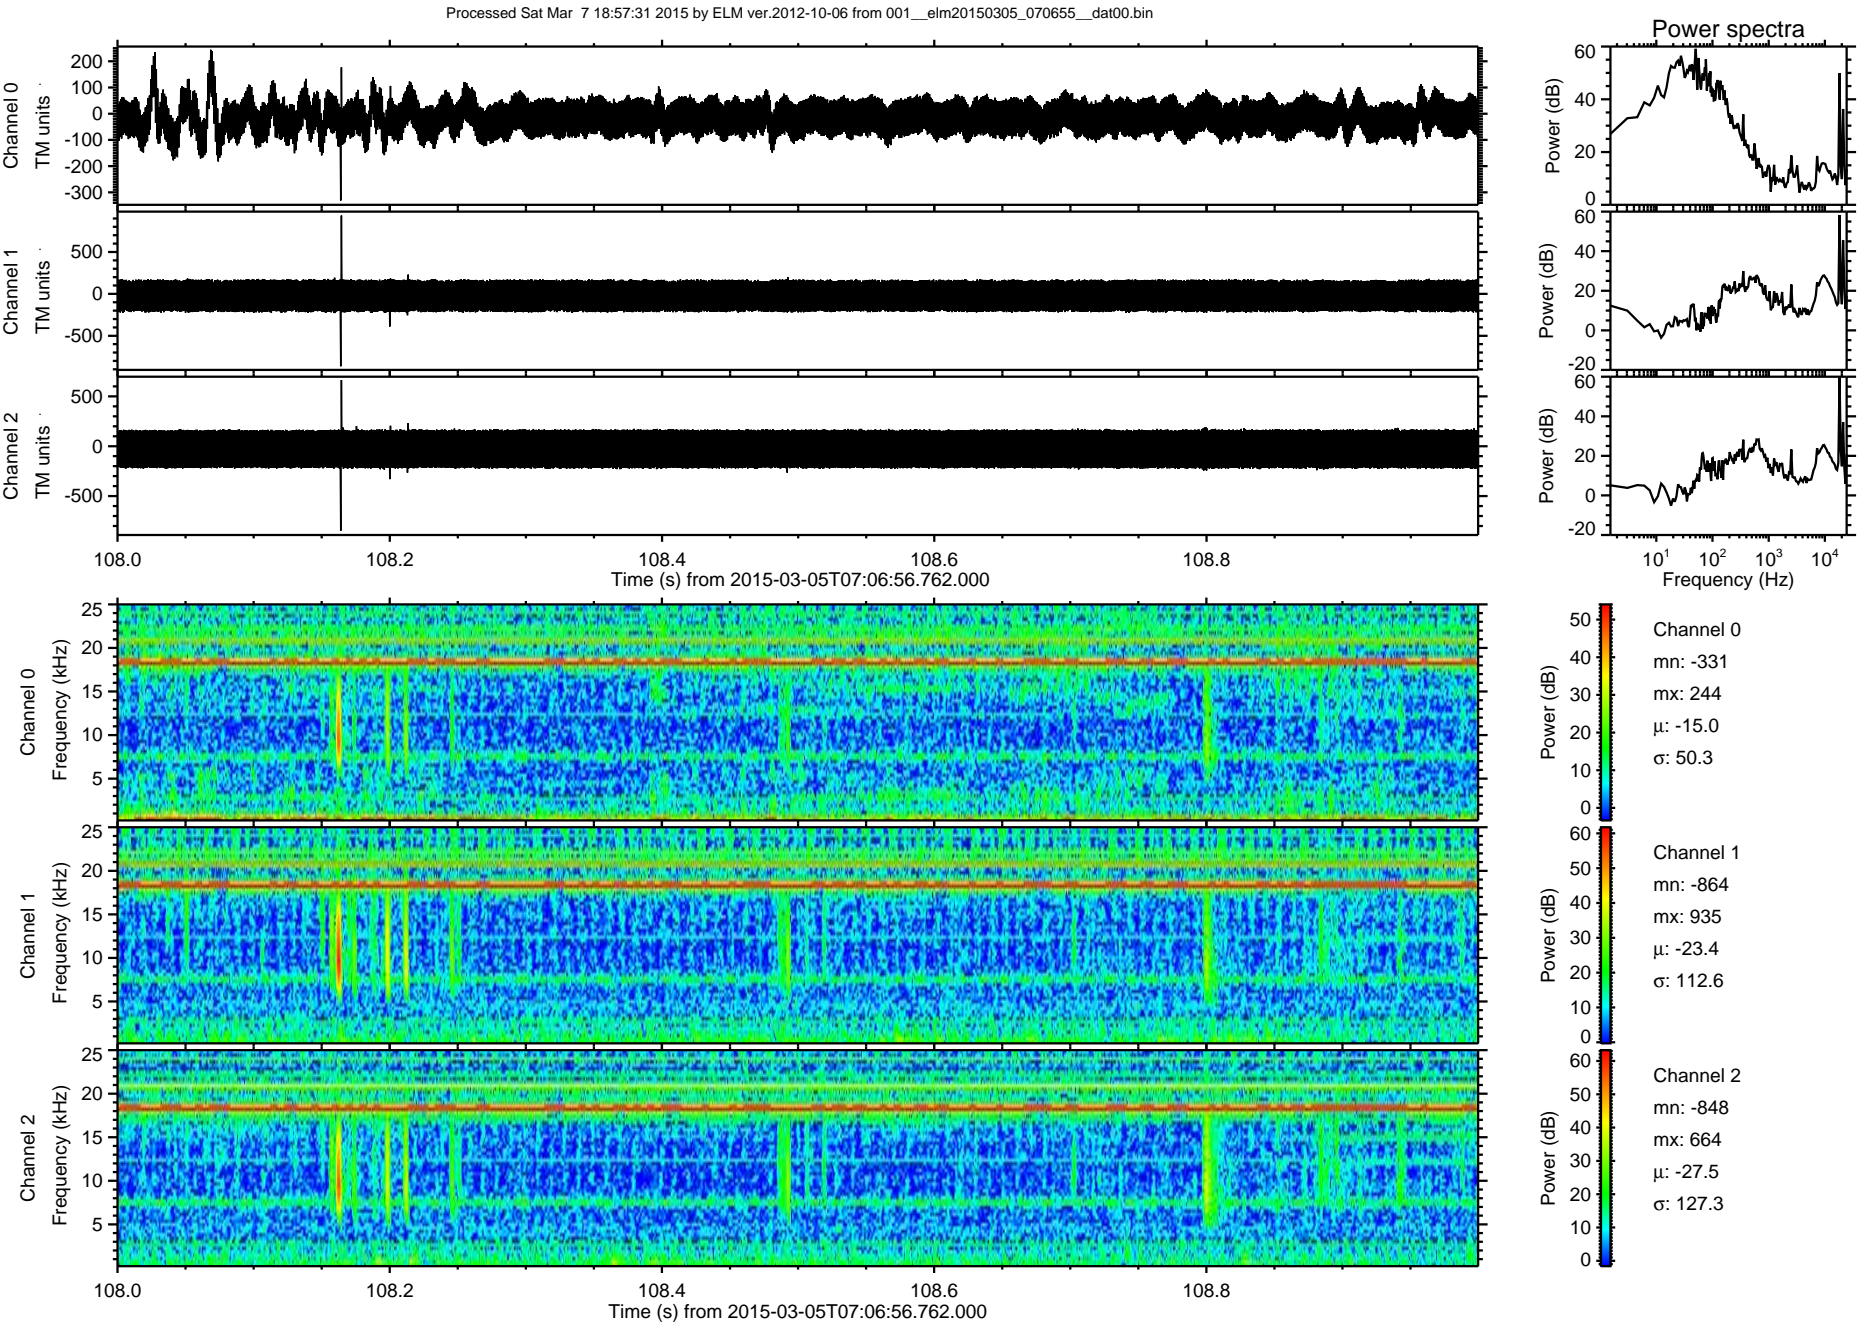 Processed Sat Mar 7 18:57:31 2015 by ELM ver.2012-10-06 from 001__elm20150305_070655__dat00.bin
Power spectra
Channel 0
TM units
200
100
0
-100
-200
-300
Power (dB)
60
40
20
0
Channel 1
TM units
500
0
-500
Power (dB)
60
40
20
0
-20
Channel 2
TM units
500
0
-500
Power (dB)
60
40
20
0
-20
108.0 108.2 108.4 108.6 108.8
Time (s) from 2015-03-05T07:06:56.762.000
10^1 10^2 10^3 10^4
Frequency (Hz)
Channel 0
Frequency (kHz)
25
20
15
10
5
Power (dB)
50
40
30
20
10
0
Channel 0
mn: -331
mx: 244
μ: -15.0
σ: 50.3
Channel 1
Frequency (kHz)
25
20
15
10
5
Power (dB)
60
50
40
30
20
10
0
Channel 1
mn: -864
mx: 935
μ: -23.4
σ: 112.6
Channel 2
Frequency (kHz)
25
20
15
10
5
Power (dB)
60
50
40
30
20
10
0
Channel 2
mn: -848
mx: 664
μ: -27.5
σ: 127.3
108.0 108.2 108.4 108.6 108.8
Time (s) from 2015-03-05T07:06:56.762.000